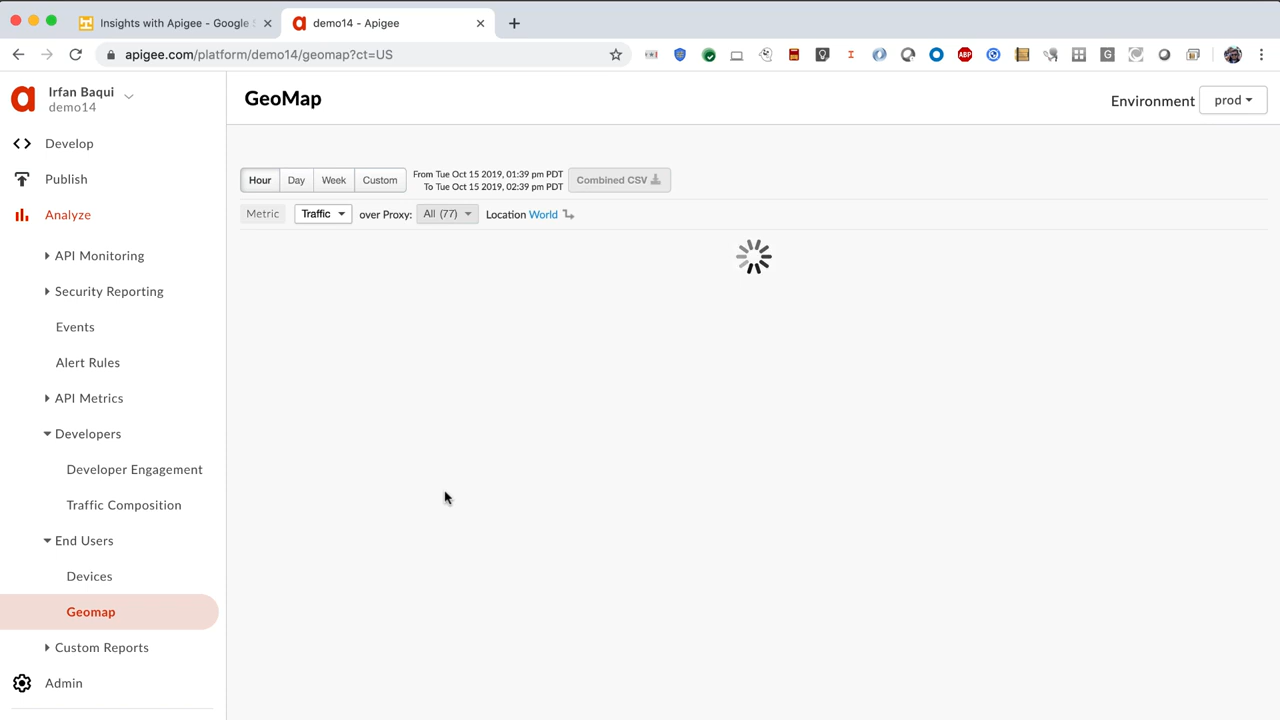 Insights with Apigee - Google
demo14 - Apigee
apigee.com/platform/demo14/geomap?ct=US
ABP
G
Irfan Baqui
demo14
Develop
Publish
Analyze
API Monitoring
Security Reporting
Events
Alert Rules
API Metrics
Developers
Developer Engagement
Traffic Composition
End Users
Devices
Geomap
Custom Reports
Admin
GeoMap
Environment prod
Hour Day Week Custom
From Tue Oct 15 2019, 01:39 pm PDT
To Tue Oct 15 2019, 02:39 pm PDT
Combined CSV
Metric Traffic over Proxy: All (77) Location World